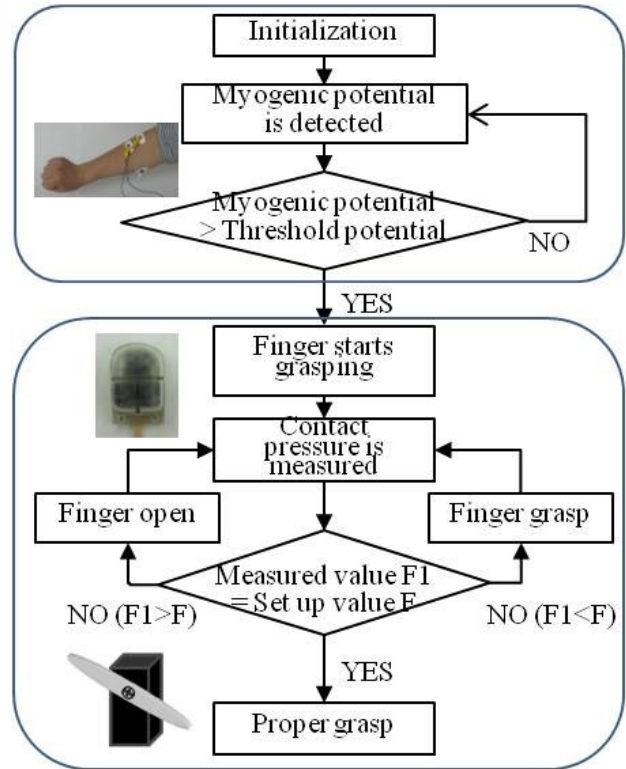 Initialization
Myogenic potential
is detected
Myogenic potential
> Threshold potential
NO
YES
Finger starts
grasping
Contact
pressure is
measured
Finger open
Finger grasp
Measured value F1
= Set up value F
NO (F1>F)
NO (F1<F)
YES
Proper grasp